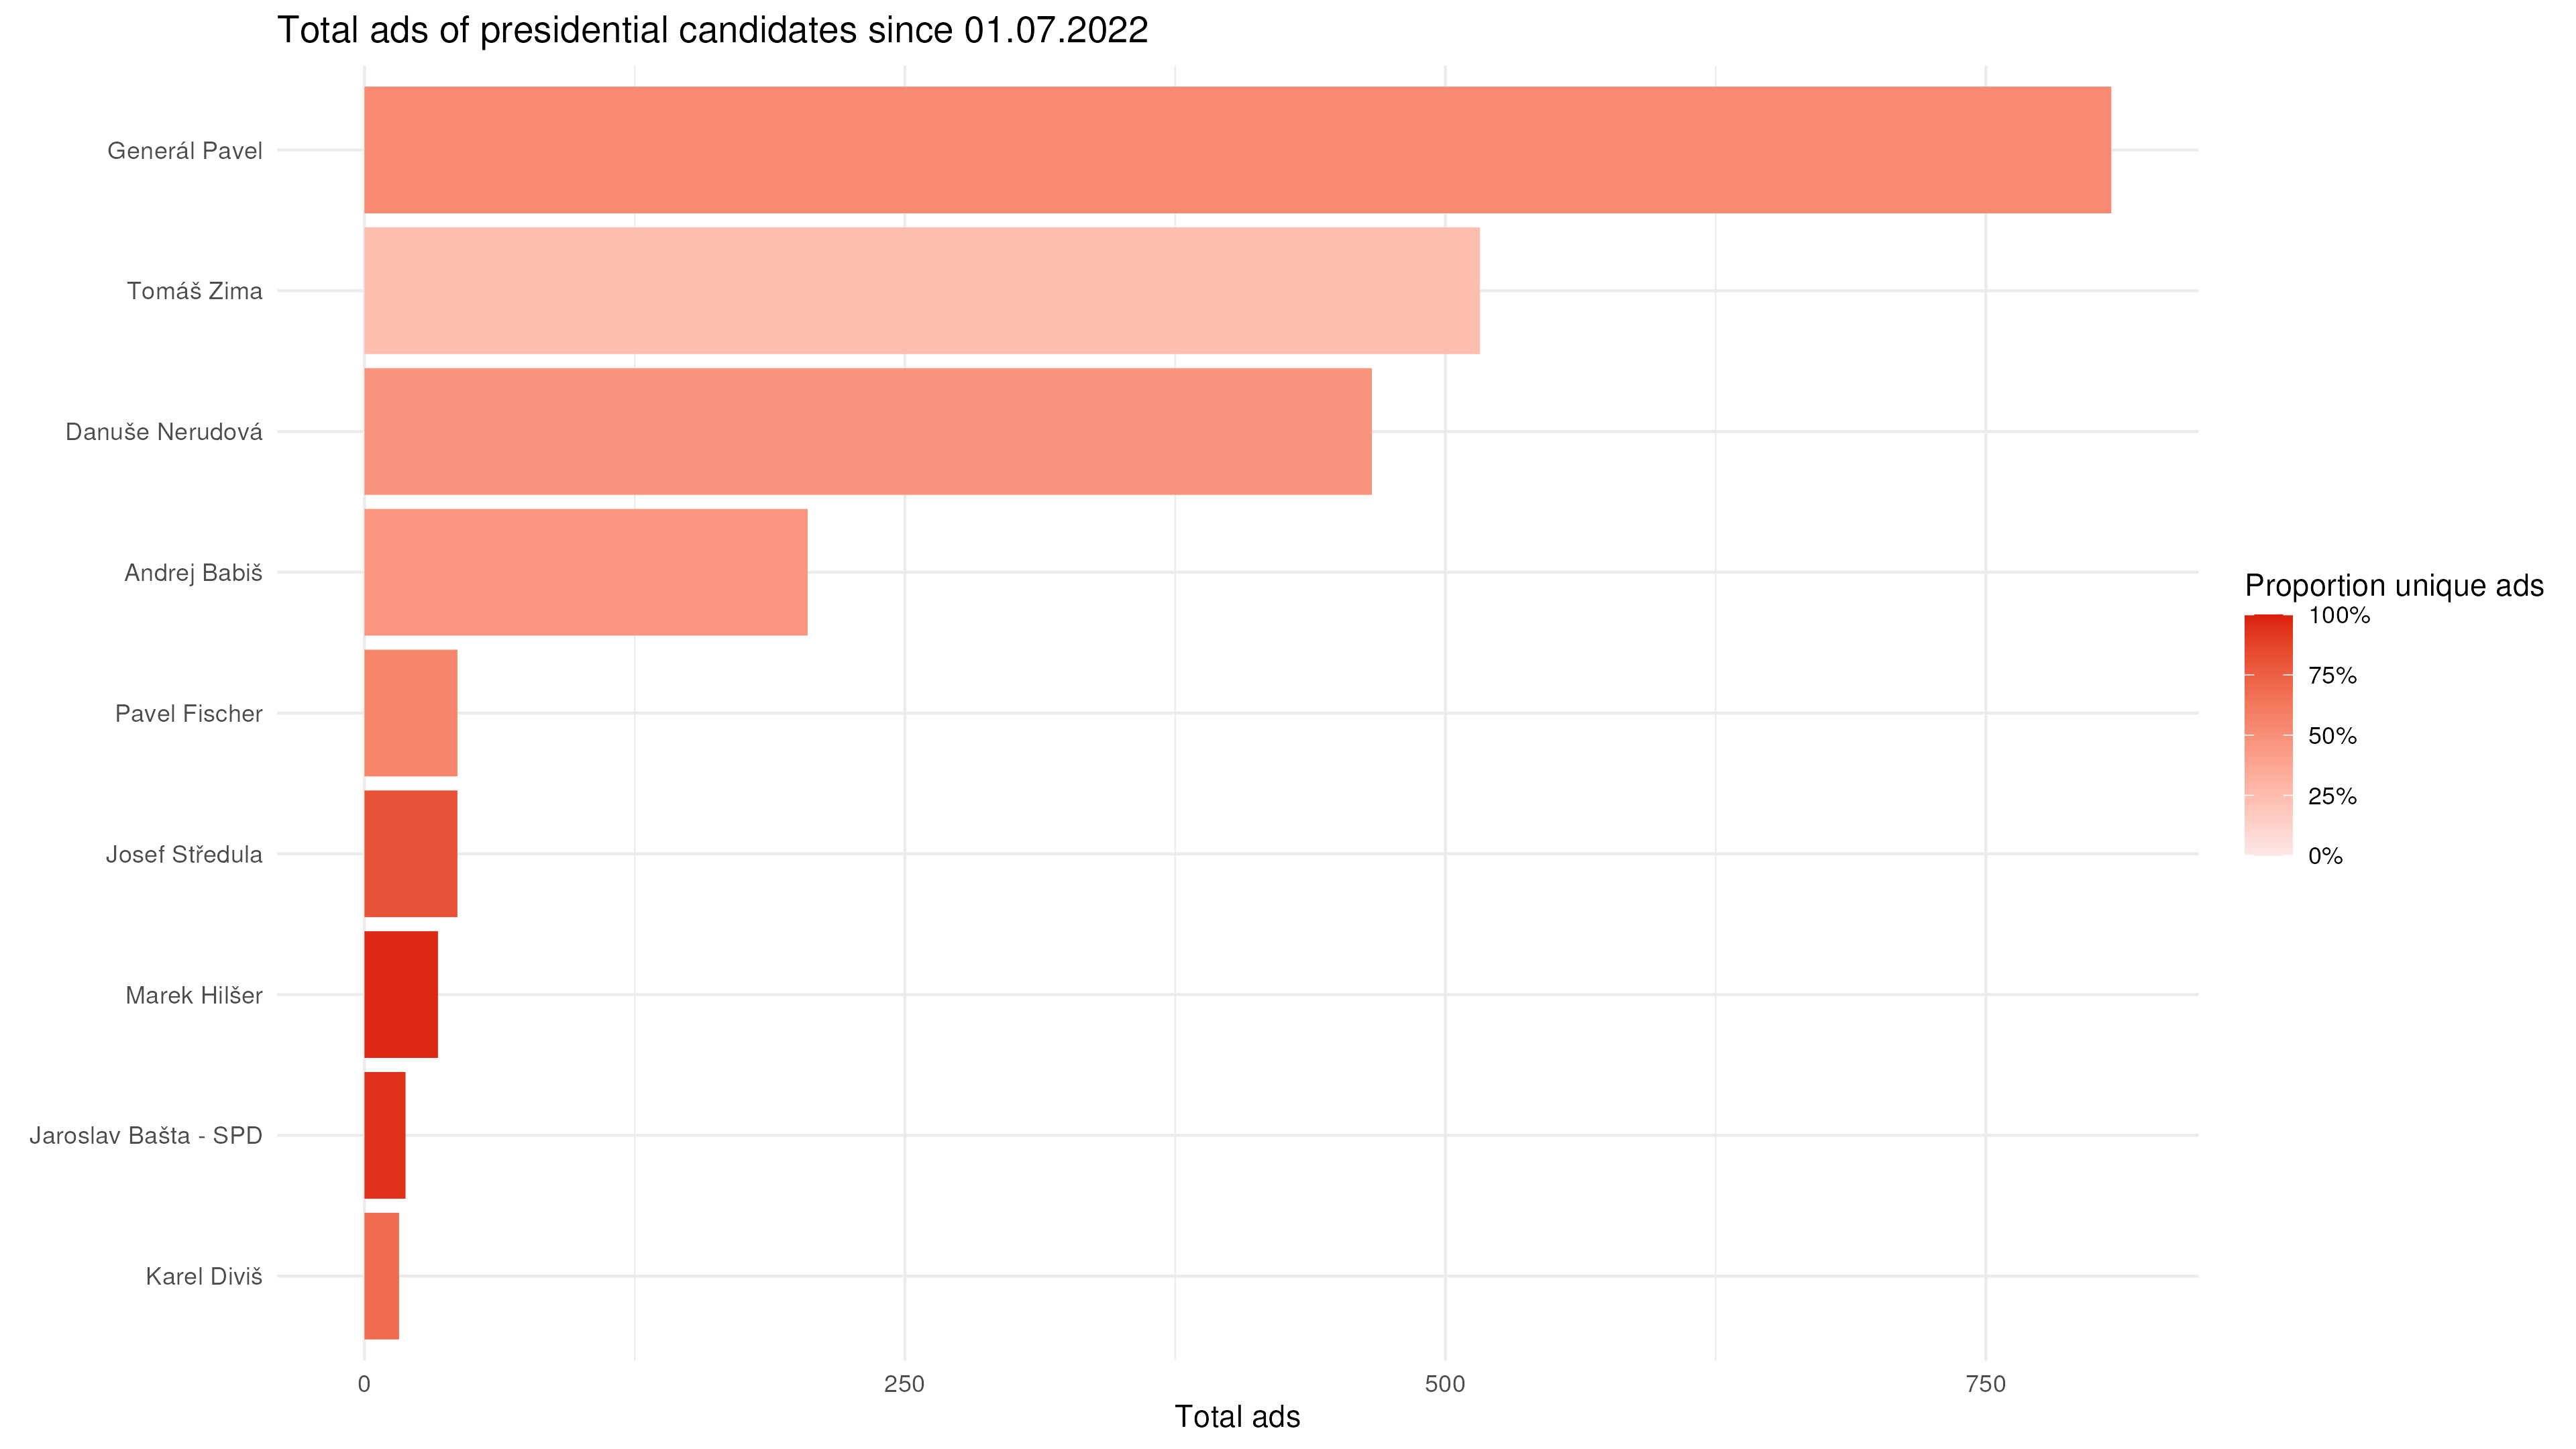 Total ads of presidential candidates since 01.07.2022
Generál Pavel
Tomáš Zima
Danuše Nerudová
Andrej Babiš
Pavel Fischer
Josef Středula
Marek Hilšer
Jaroslav Bašta - SPD
Karel Diviš
0
250
500
750
Total ads
Proportion unique ads
100%
75%
50%
25%
0%